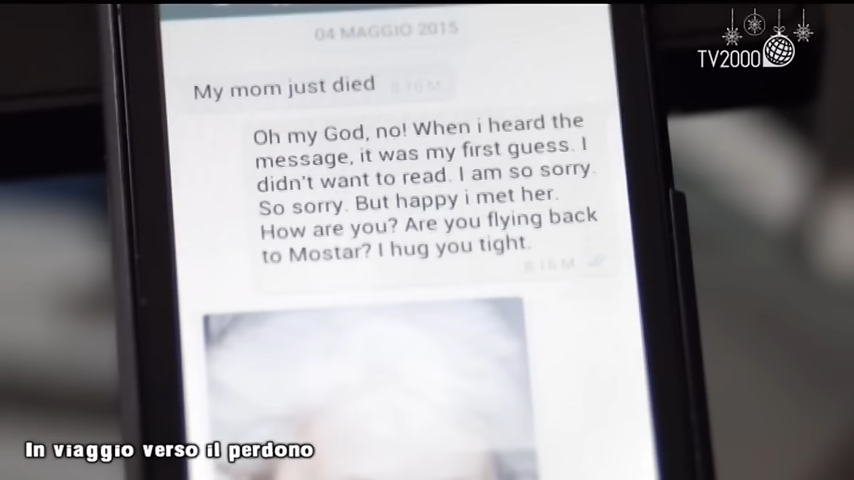 TV2000
04 MAGGIO 2015
My mom just died
8:16 M
Oh my God, no! When i heard the
message, it was my first guess. I
didn't want to read. I am so sorry.
So sorry. But happy i met her.
How are you? Are you flying back
to Mostar? I hug you tight.
8:16 M
In viaggio verso il perdono